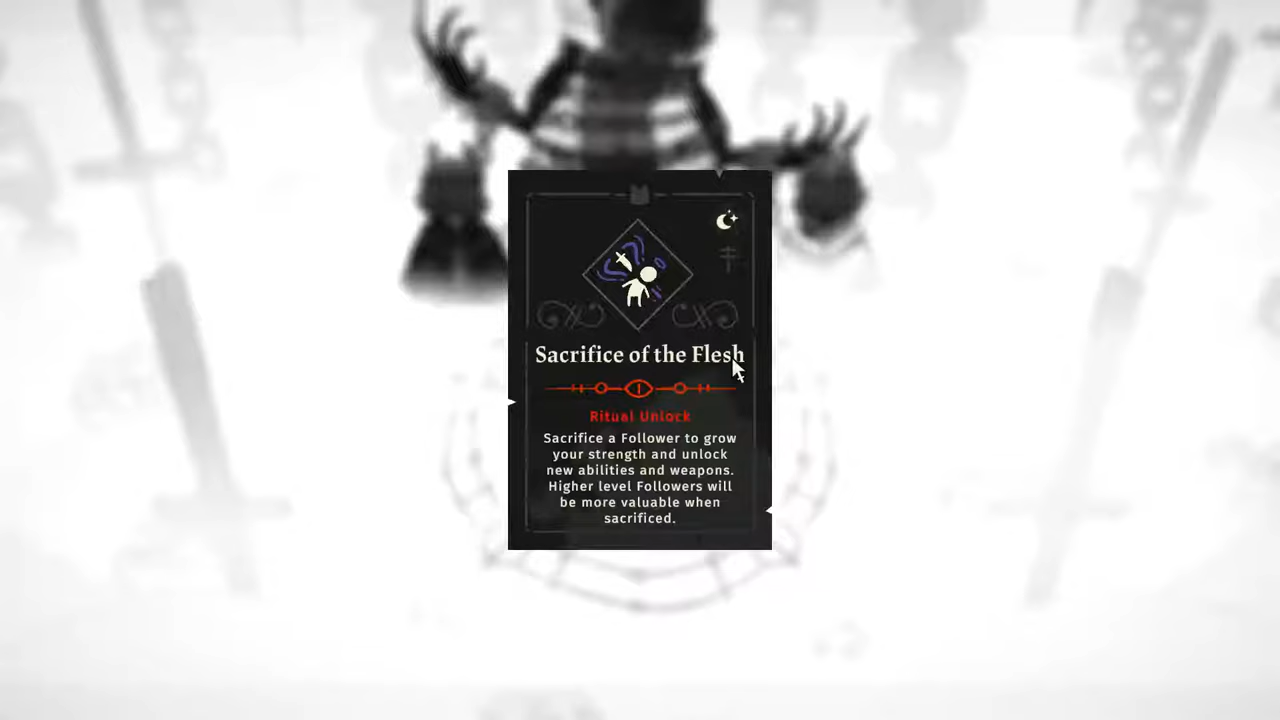 Sacrifice of the Flesh
Ritual Unlock
Sacrifice a Follower to grow
your strength and unlock
new abilities and weapons.
Higher level Followers will
be more valuable when
sacrificed.